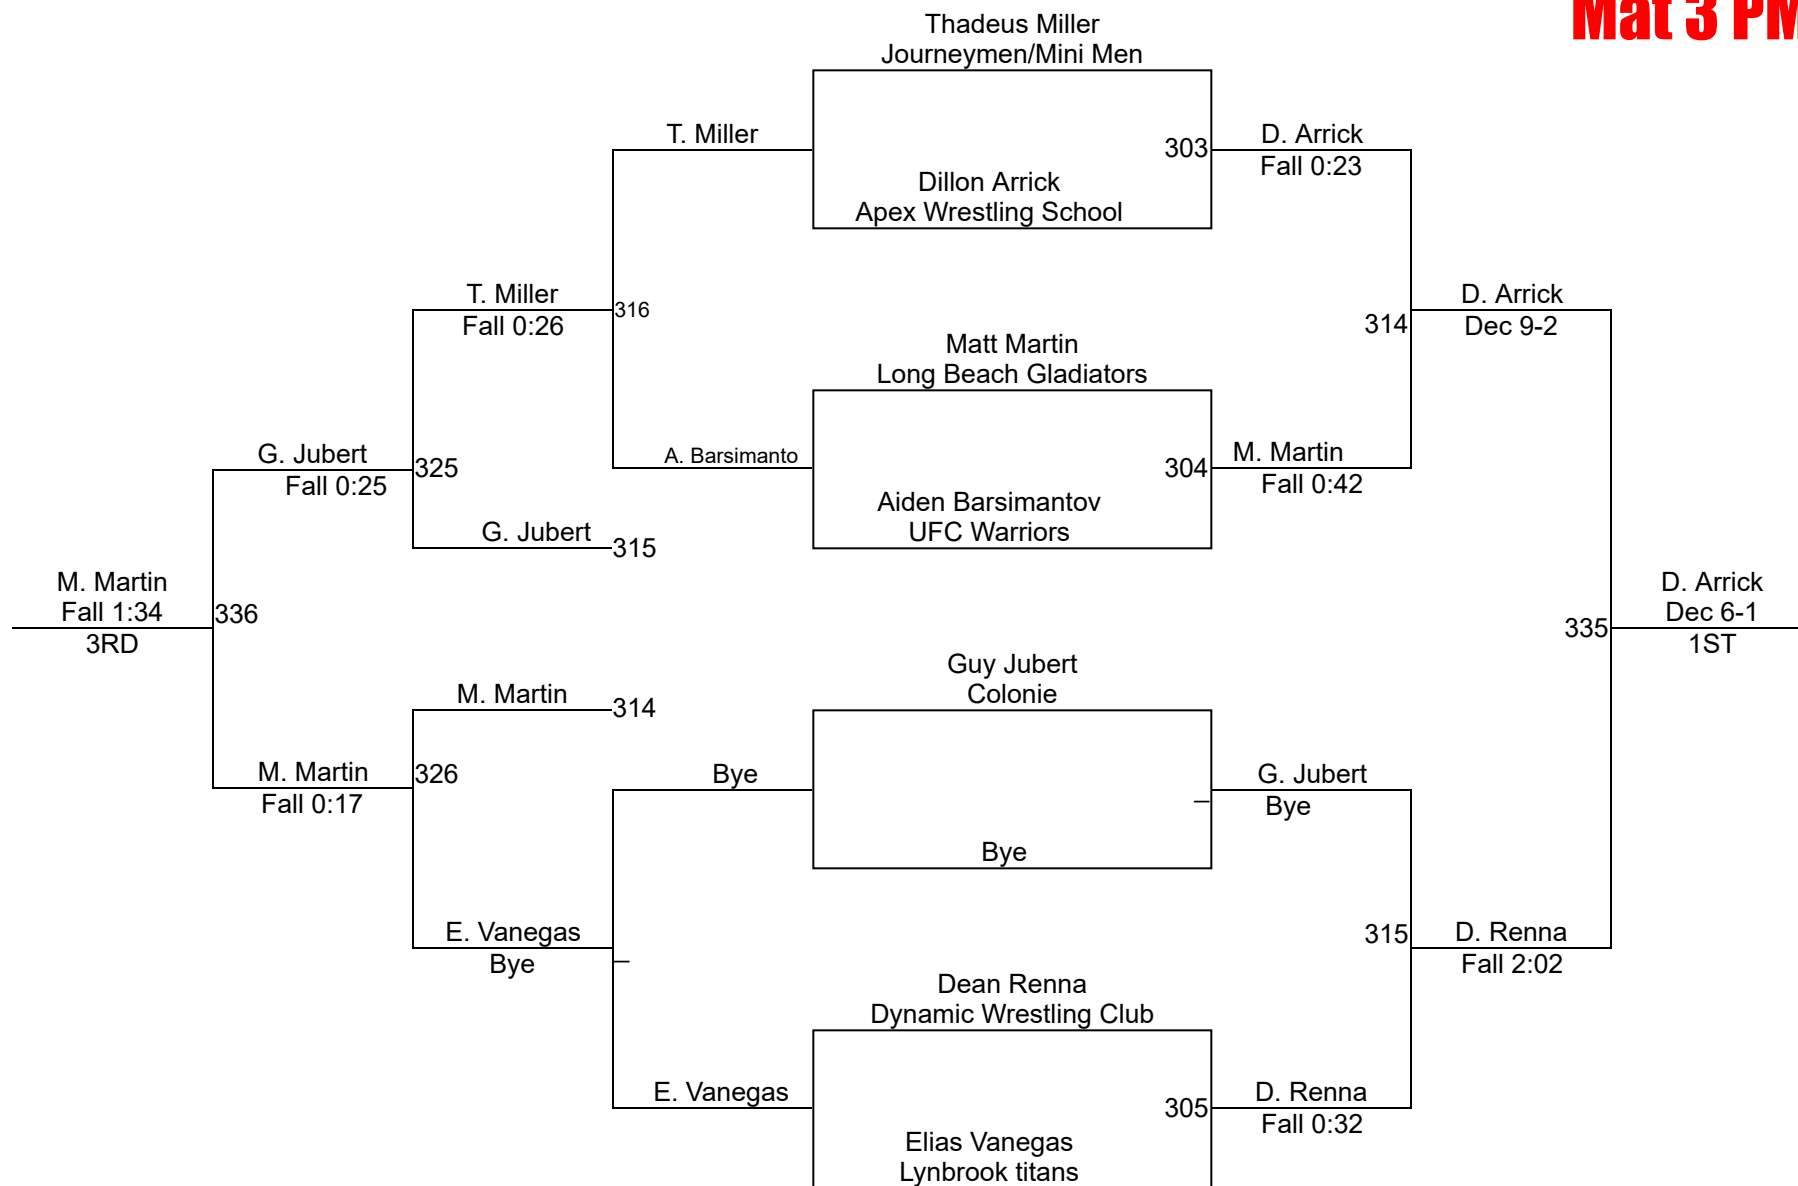 Mat 3 PM
Thadeus Miller
Journeymen/Mini Men
T. Miller
303
D. Arrick
Fall 0:23
Dillon Arrick
Apex Wrestling School
T. Miller
Fall 0:26
316
314
D. Arrick
Dec 9-2
Matt Martin
Long Beach Gladiators
G. Jubert
Fall 0:25
325
A. Barsimanto
304
M. Martin
Fall 0:42
Aiden Barsimantov
UFC Warriors
G. Jubert
315
M. Martin
Fall 1:34
3RD
336
335
D. Arrick
Dec 6-1
1ST
Guy Jubert
Colonie
M. Martin
314
M. Martin
Fall 0:17
326
Bye
G. Jubert
Bye
Bye
E. Vanegas
Bye
315
D. Renna
Fall 2:02
Dean Renna
Dynamic Wrestling Club
E. Vanegas
305
D. Renna
Fall 0:32
Elias Vanegas
Lynbrook titans